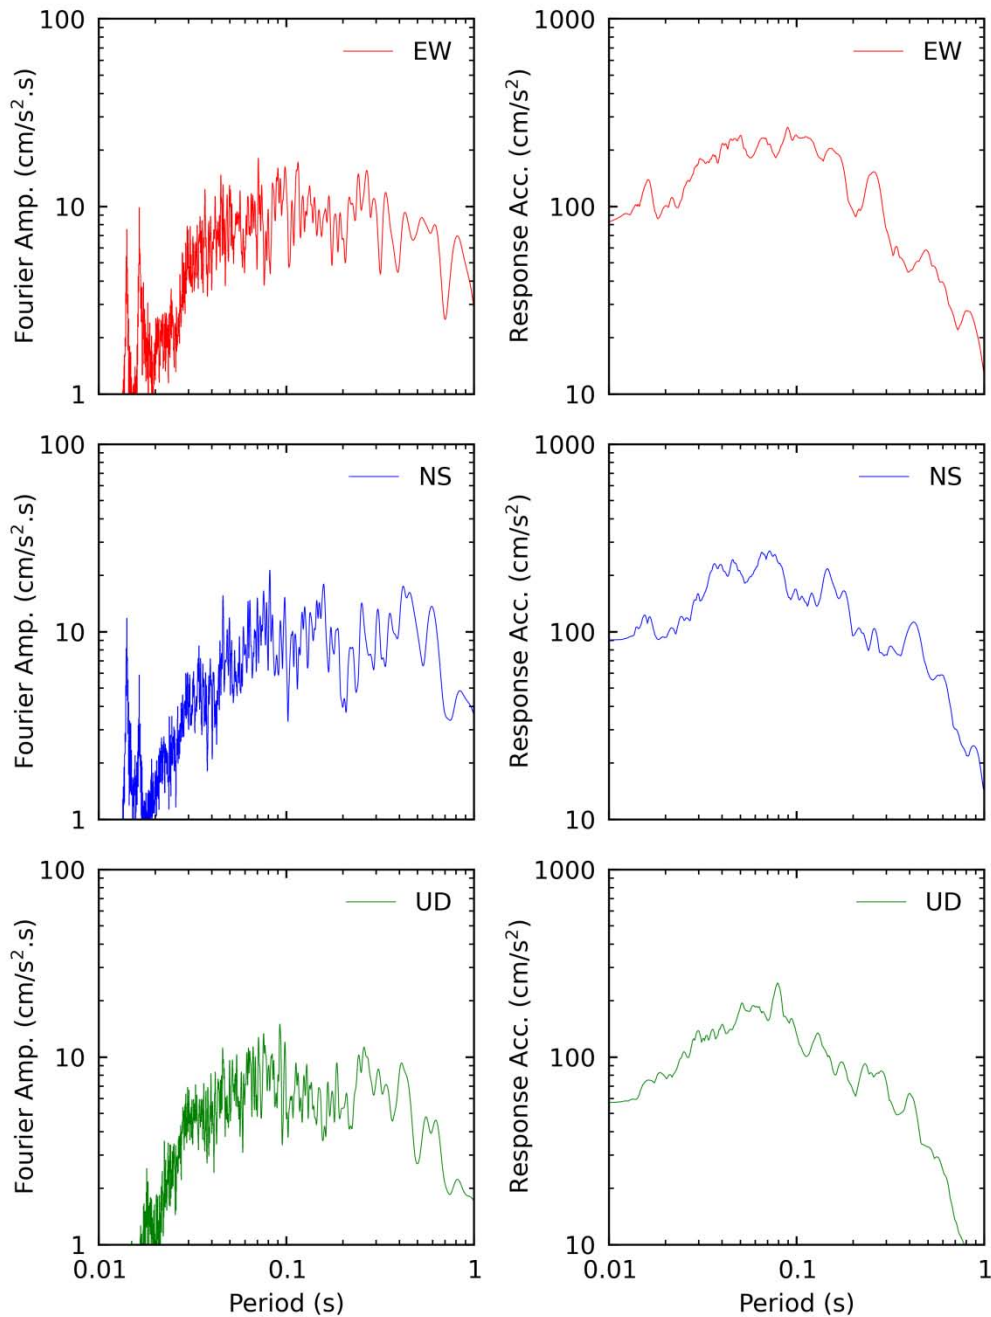 100
10
1
Fourier Amp. (cm/s².s)
EW
1000
100
10
Response Acc. (cm/s²)
EW
100
10
1
Fourier Amp. (cm/s².s)
NS
1000
100
10
Response Acc. (cm/s²)
NS
100
10
1
Fourier Amp. (cm/s².s)
UD
0.01 0.1 1
Period (s)
1000
100
10
Response Acc. (cm/s²)
UD
0.01 0.1 1
Period (s)